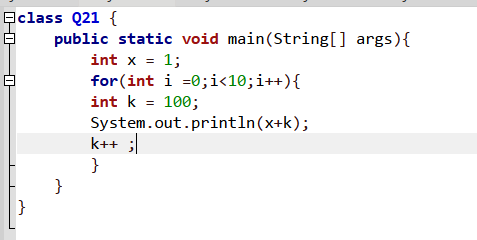 class Q21 {
public static void main(String[] args){
int x = 1;
for(int i =0;i<10;i++){
int k = 100;
System.out.println(x+k);
k++ ;
}
}
}